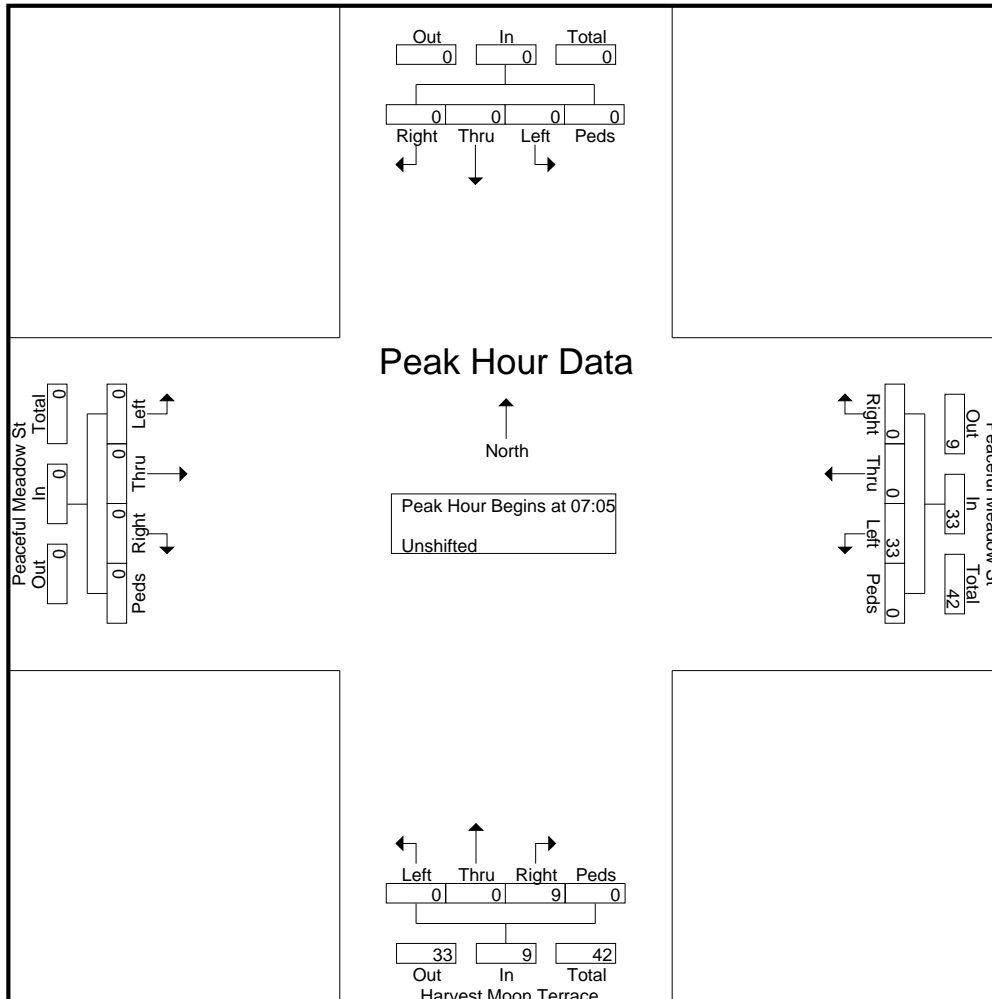 Out In Total
0 0 0
0 0 0 0
Right Thru Left Peds
Peak Hour Data
North
Peak Hour Begins at 07:05
Unshifted
Peaceful Meadow St
Total In Out
0 0 0
0 0 0 0
Left Thru Right Peds
Peaceful Meadow St
Out In Total
9 33 42
0 0 33 0
Right Thru Left Peds
Left Thru Right Peds
0 0 9 0
33 9 42
Out In Total
Harvest Moon Terrace